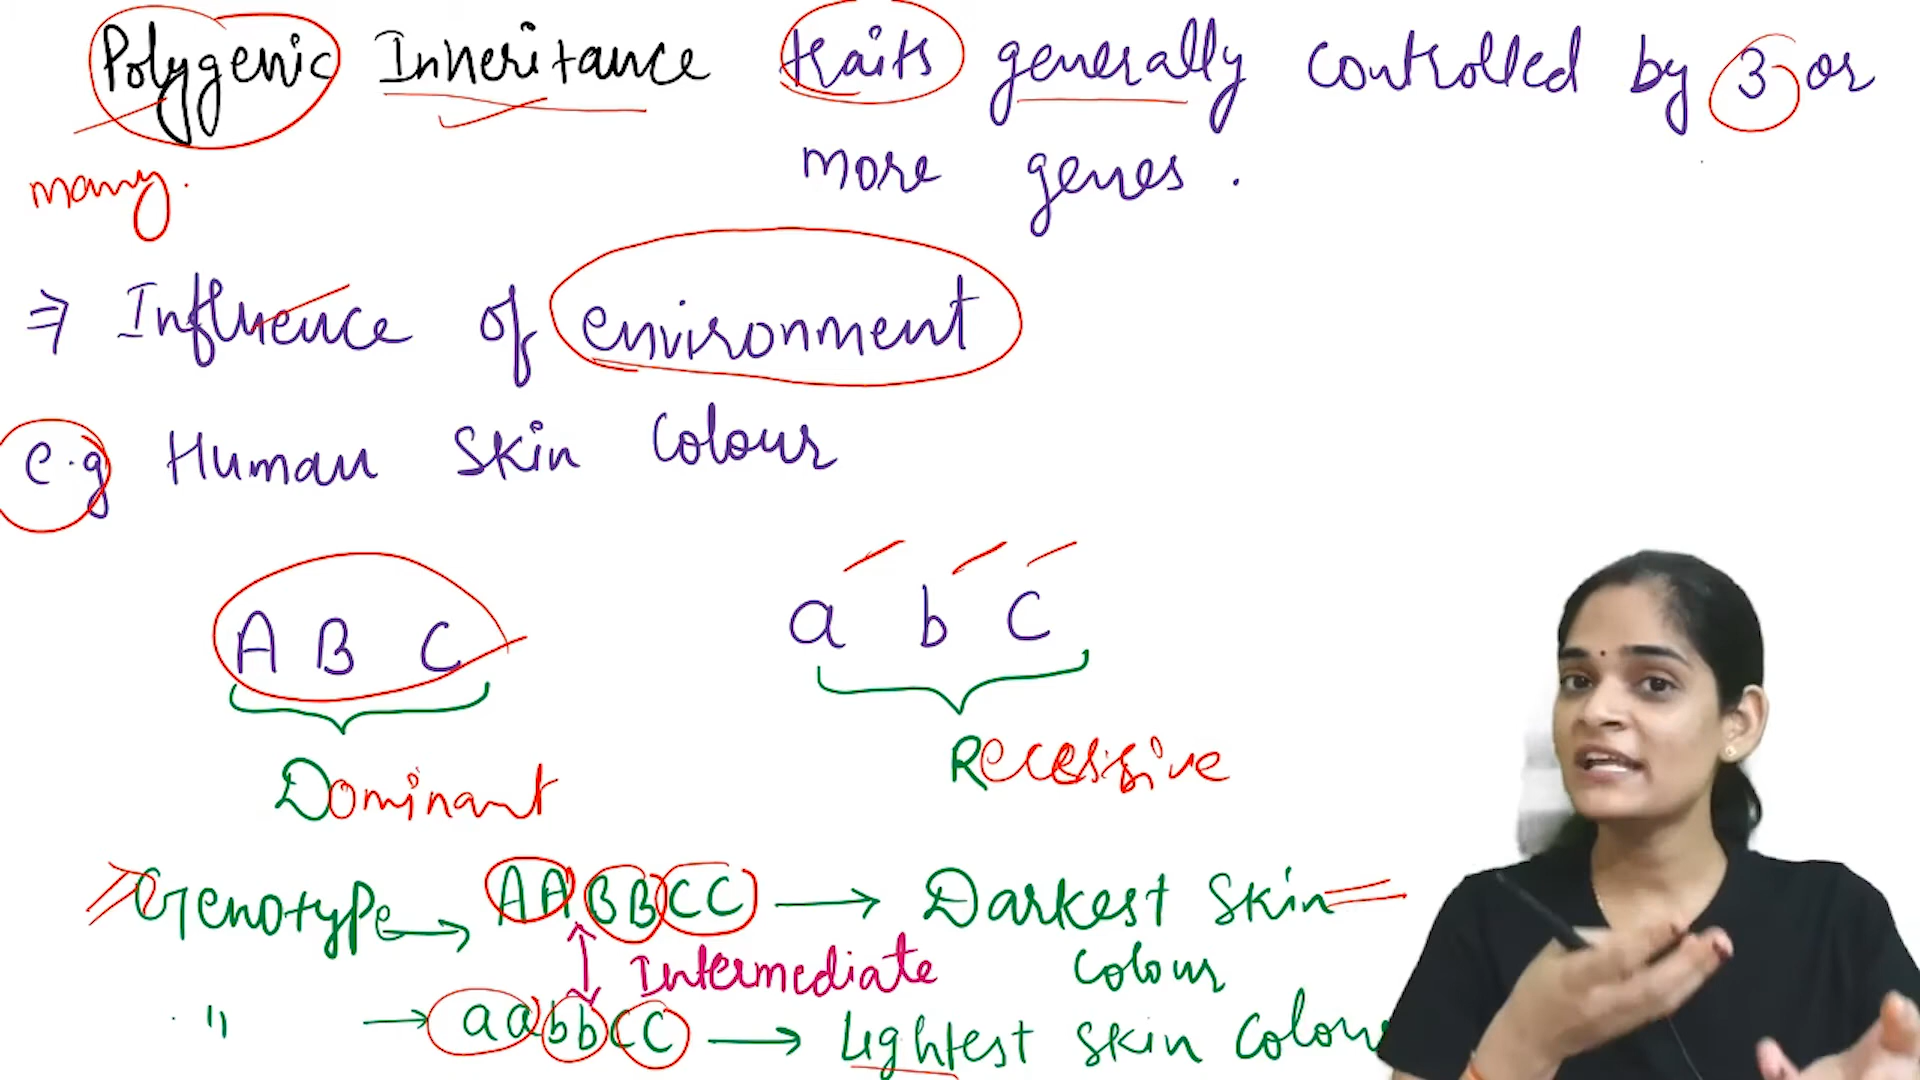 Polygenic Inheritance traits generally controlled by 3 or
many. more genes.
⇒ Influence of environment
e.g Human Skin Colour
A B C a b c
Dominant Recessive
Genotype → AABBCC → Darkest Skin
Intermediate Colour
" → aabbcc → Lightest Skin Colour